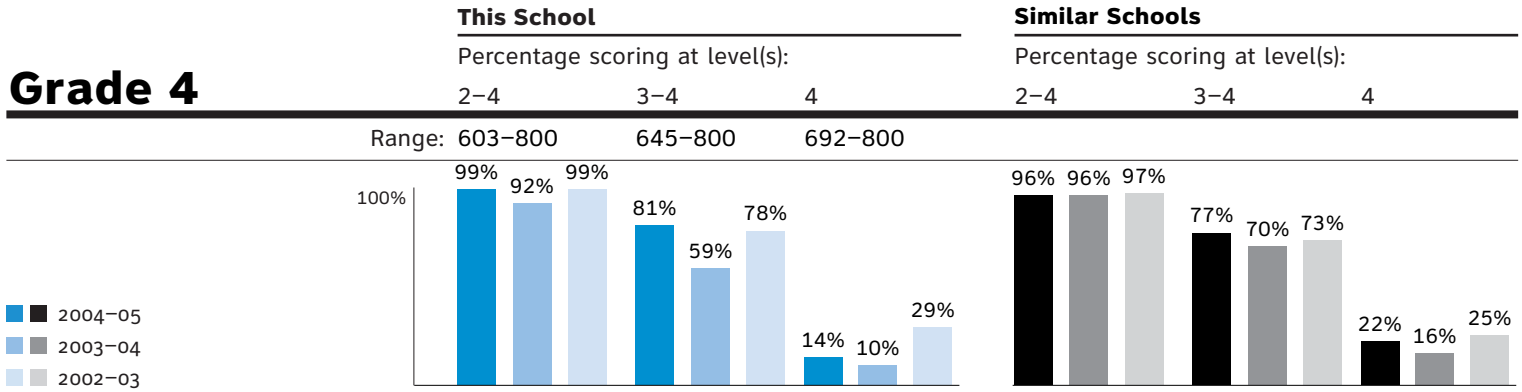 This School
Similar Schools
Percentage scoring at level(s):
Percentage scoring at level(s):
Grade 4
2–4 3–4 4
2–4 3–4 4
Range: 603–800 645–800 692–800
100%
99% 92% 99% 81% 59% 78% 14% 10% 29%
96% 96% 97% 77% 70% 73% 22% 16% 25%
2004–05
2003–04
2002–03